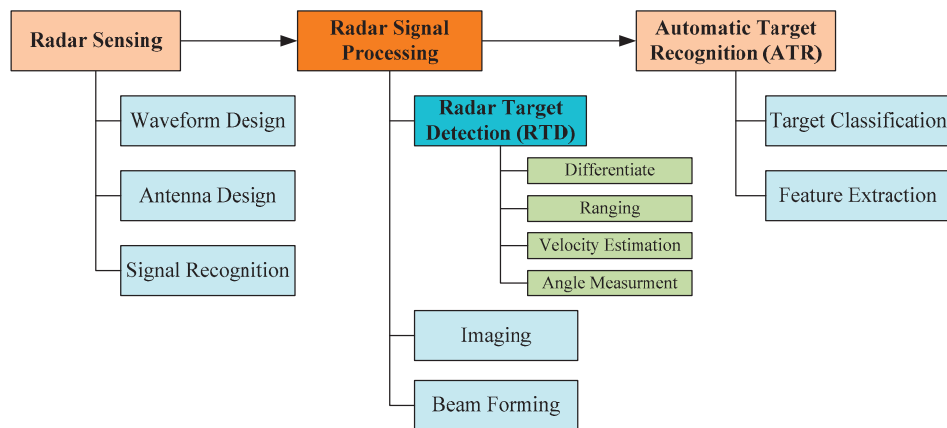 Radar Sensing
Radar Signal
Processing
Automatic Target
Recognition (ATR)
Waveform Design
Antenna Design
Signal Recognition
Radar Target
Detection (RTD)
Differentiate
Ranging
Velocity Estimation
Angle Measurment
Imaging
Beam Forming
Target Classification
Feature Extraction